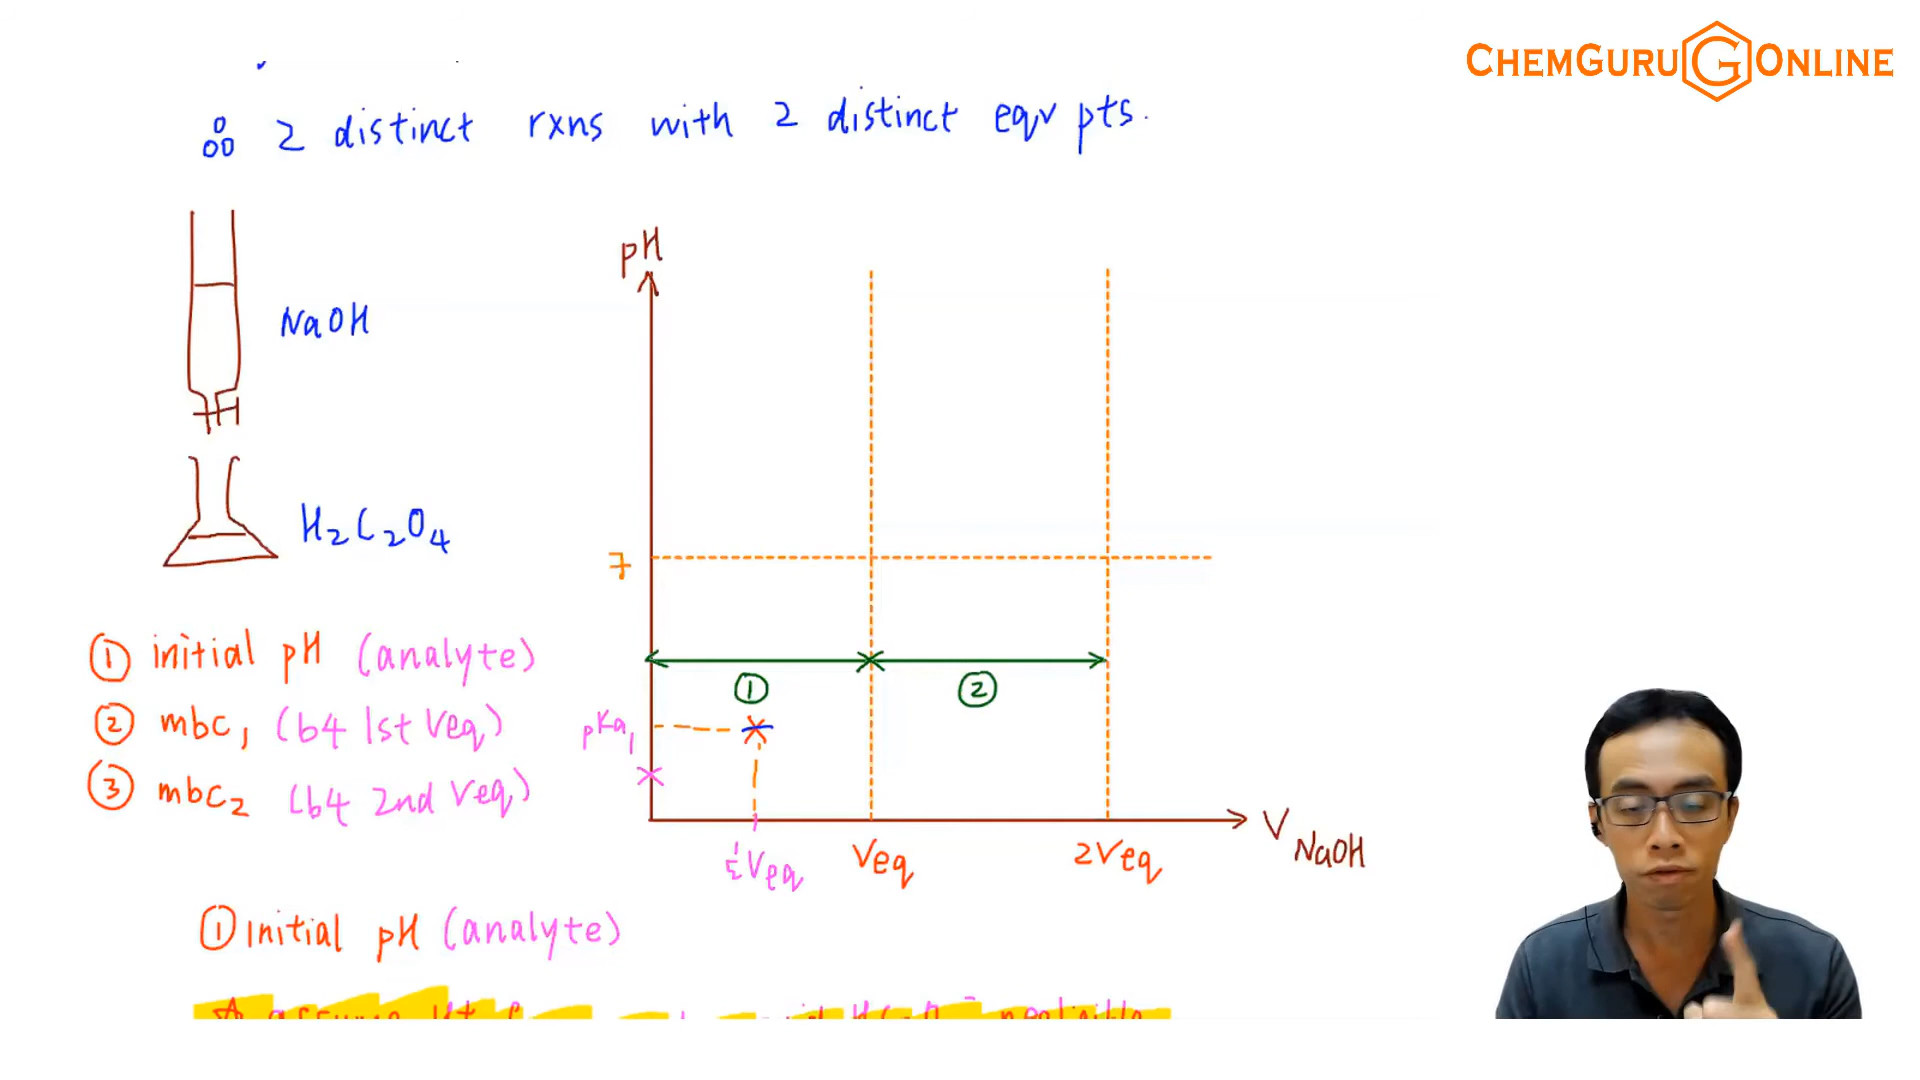 CHEMGURU G ONLINE
2 distinct rxns with 2 distinct eqv pts.
pH
NaOH
H2C2O4
7
① initial pH (analyte)
② mbc1 (b4 1st Veq)
③ mbc2 (b4 2nd Veq)
① ②
pKa1
½Veq Veq 2Veq
V NaOH
① initial pH (analyte)